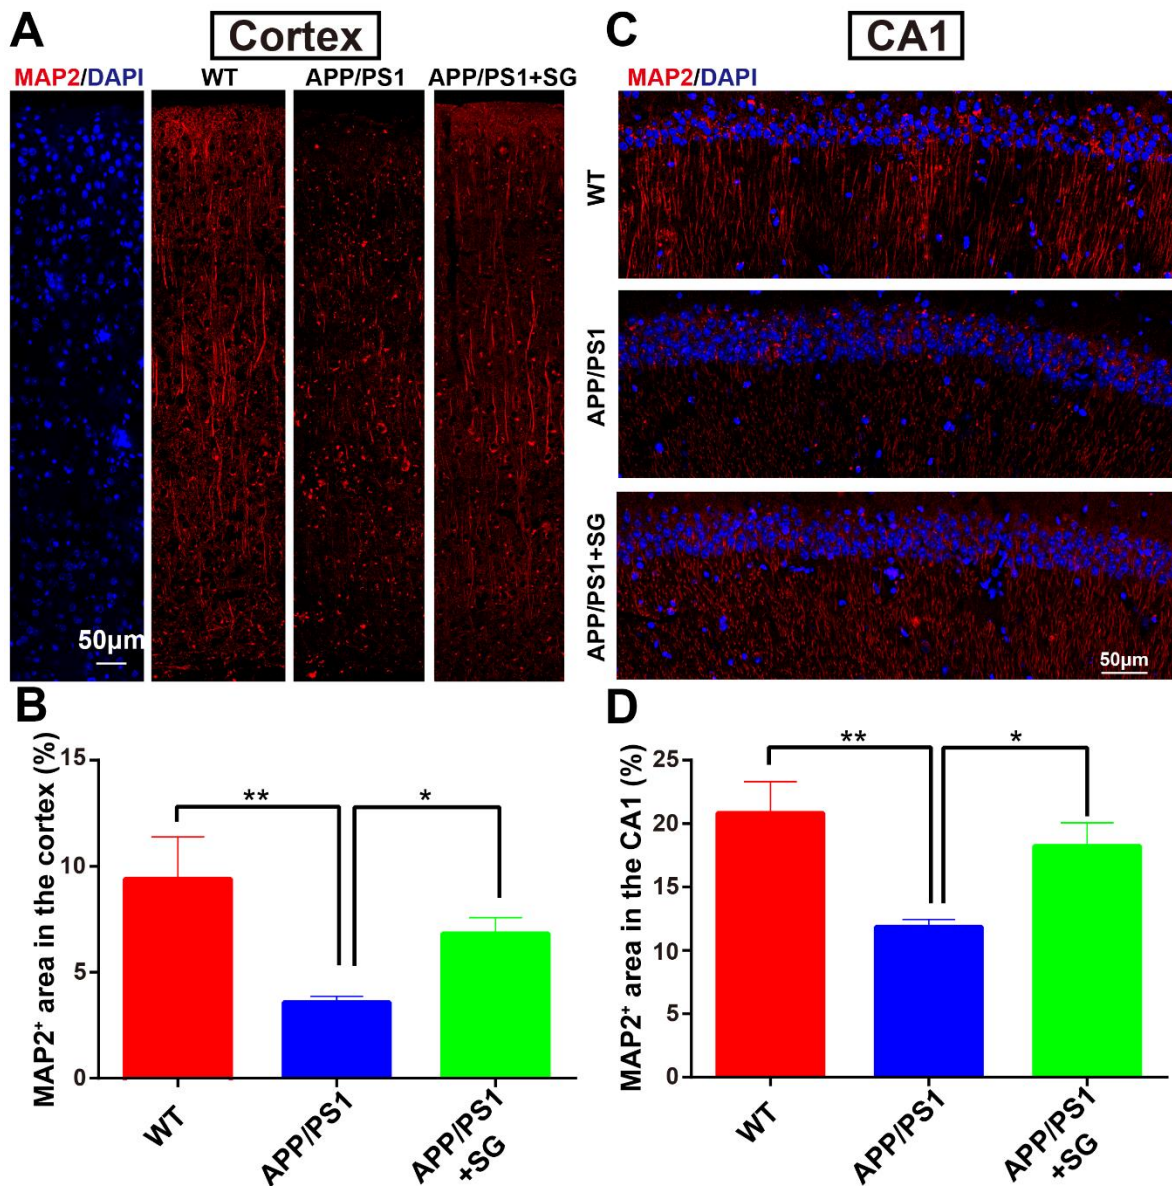 A
Cortex
MAP2/DAPI
WT
APP/PS1
APP/PS1+SG
50μm
C
CA1
MAP2/DAPI
WT
APP/PS1
APP/PS1+SG
50μm
B
MAP2⁺ area in the cortex (%)
15
10
5
0
**
*
WT
APP/PS1
APP/PS1
+SG
D
MAP2⁺ area in the CA1 (%)
25
20
15
10
5
0
**
*
WT
APP/PS1
APP/PS1
+SG